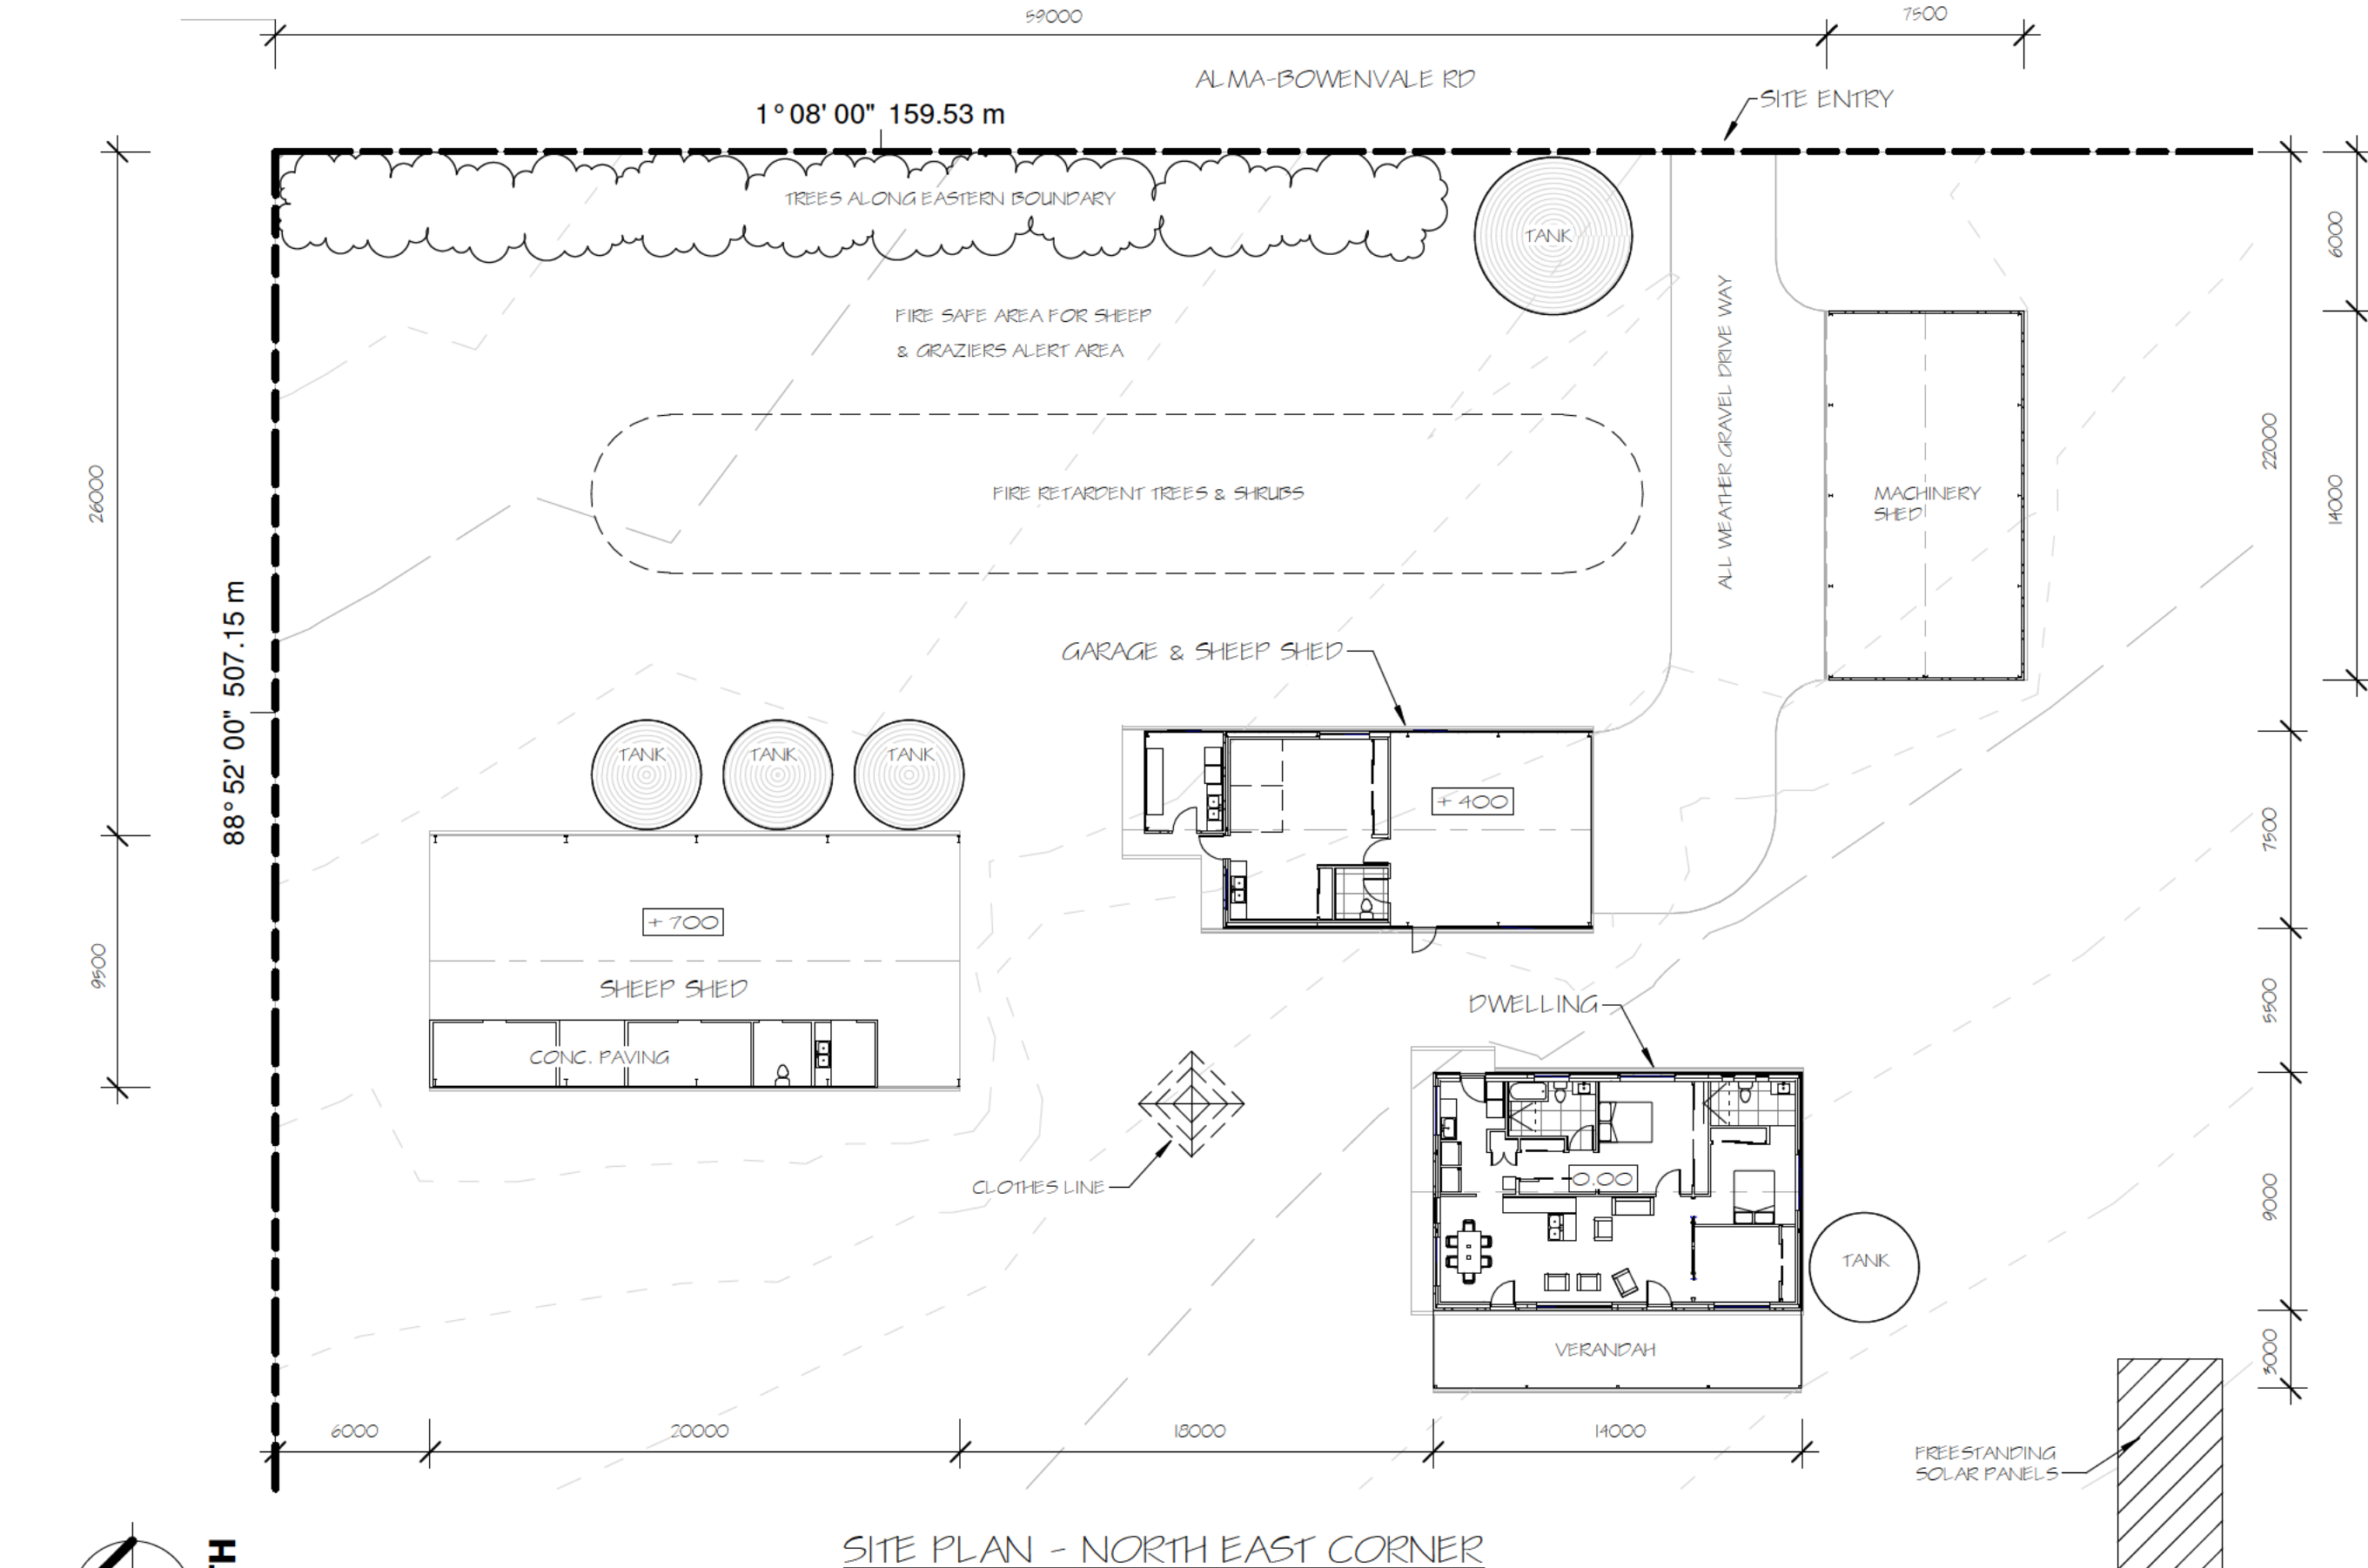 59000
7500
ALMA-BOWENVALE RD
SITE ENTRY
1° 08' 00" 159.53 m
TREES ALONG EASTERN BOUNDARY
TANK
6000
FIRE SAFE AREA FOR SHEEP
& GRAZIERS ALERT AREA
ALL WEATHER GRAVEL DRIVE WAY
22000
26000
FIRE RETARDENT TREES & SHRUBS
MACHINERY
SHED
14000
88° 52' 00" 507.15 m
GARAGE & SHEEP SHED
TANK
TANK
TANK
+ 400
7500
+ 700
9500
SHEEP SHED
DWELLING
5500
CONC. PAVING
CLOTHES LINE
0.00
9000
TANK
VERANDAH
3000
6000
20000
18000
14000
FREESTANDING
SOLAR PANELS
SITE PLAN - NORTH EAST CORNER